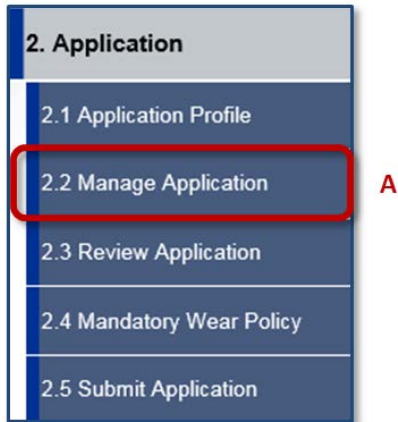 2. Application
2.1 Application Profile
2.2 Manage Application
A
2.3 Review Application
2.4 Mandatory Wear Policy
2.5 Submit Application